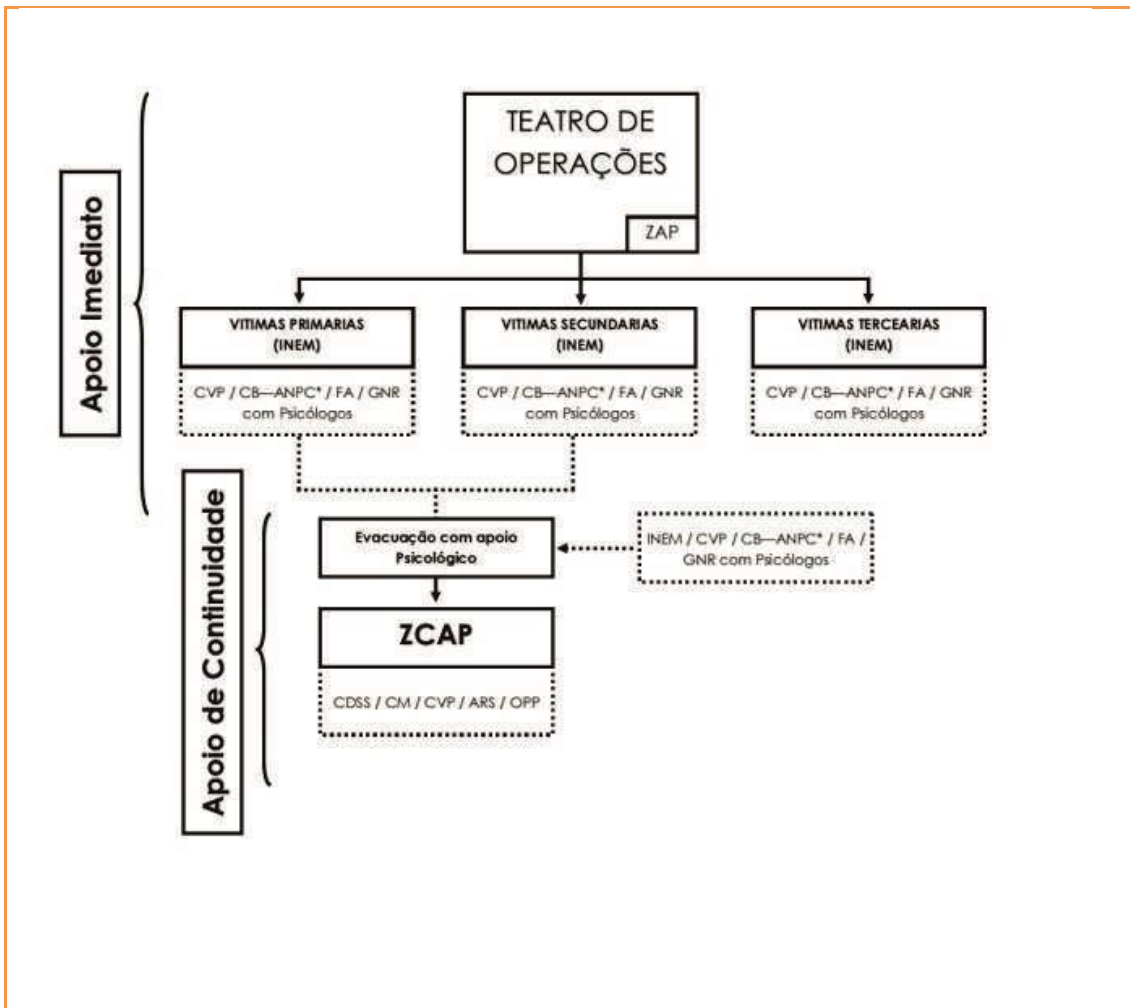 TEATRO DE
OPERAÇÕES
ZAP
Apoio Imediato
VITIMAS PRIMARIAS
(INEM)
CVP / CB—ANPC* / FA / GNR
com Psicólogos
VITIMAS SECUNDARIAS
(INEM)
CVP / CB—ANPC* / FA / GNR
com Psicólogos
VITIMAS TERCEARIAS
(INEM)
CVP / CB—ANPC* / FA / GNR
com Psicólogos
Apoio de Continuidade
Evacuação com apoio
Psicológico
INEM / CVP / CB—ANPC* / FA /
GNR com Psicólogos
ZCAP
CDSS / CM / CVP / ARS / OPP